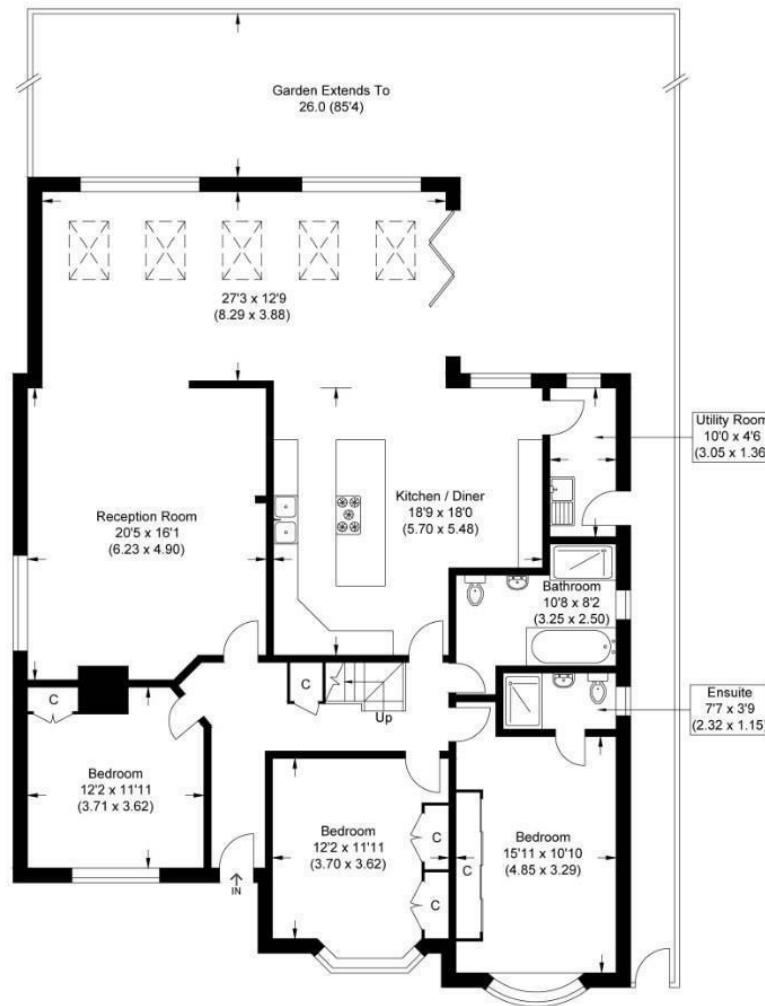 Garden Extends To
26.0 (85'4)
27'3 x 12'9
(8.29 x 3.88)
Utility Room
10'0 x 4'6
(3.05 x 1.36)
Kitchen / Diner
18'9 x 18'0
(5.70 x 5.48)
Reception Room
20'5 x 16'1
(6.23 x 4.90)
Bathroom
10'8 x 8'2
(3.25 x 2.50)
C
C
Up
Ensuite
7'7 x 3'9
(2.32 x 1.15)
Bedroom
12'2 x 11'11
(3.71 x 3.62)
Bedroom
12'2 x 11'11
(3.70 x 3.62)
C
C
Bedroom
15'11 x 10'10
(4.85 x 3.29)
C
IN